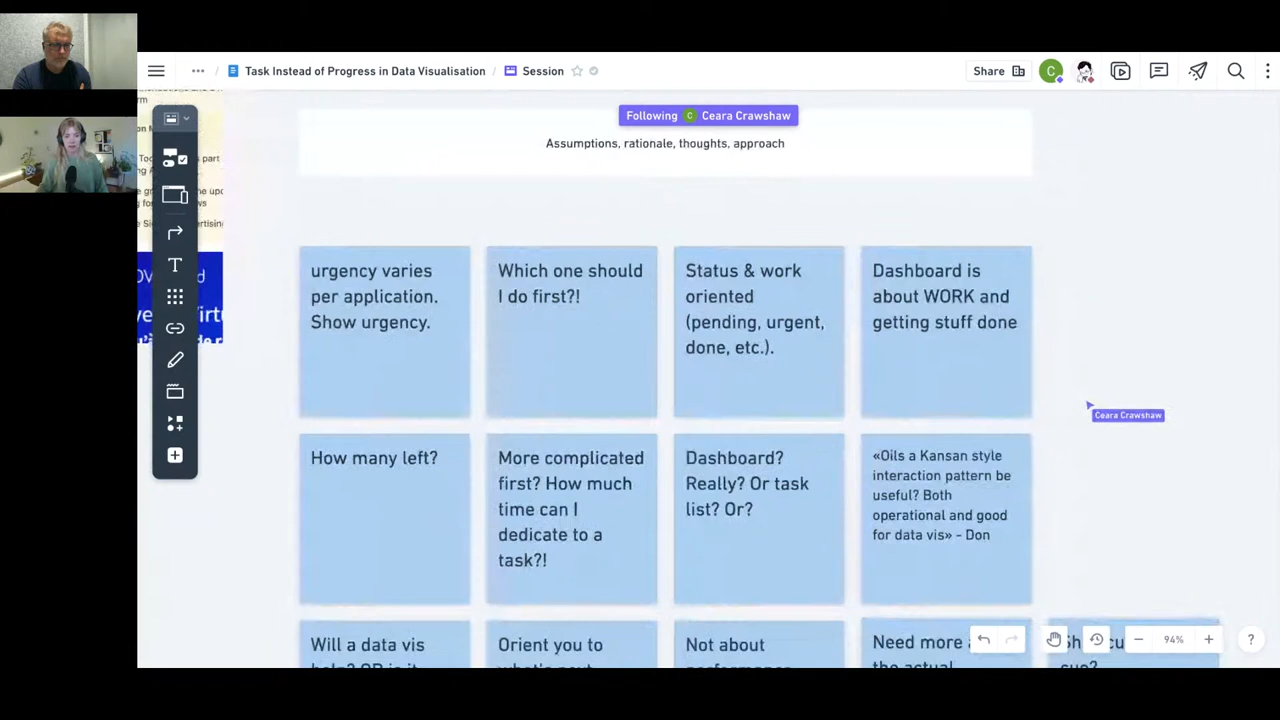 Task Instead of Progress in Data Visualisation / Session
Share
Following C Ceara Crawshaw
Assumptions, rationale, thoughts, approach
urgency varies
per application.
Show urgency.
Which one should
I do first?!
Status & work
oriented
(pending, urgent,
done, etc.).
Dashboard is
about WORK and
getting stuff done
Ceara Crawshaw
How many left?
More complicated
first? How much
time can I
dedicate to a
task?!
Dashboard?
Really? Or task
list? Or?
«Oils a Kansan style
interaction pattern be
useful? Both
operational and good
for data vis» - Don
Will a data vis
Orient you to
what's next
Not about
Need more
the actual
94%